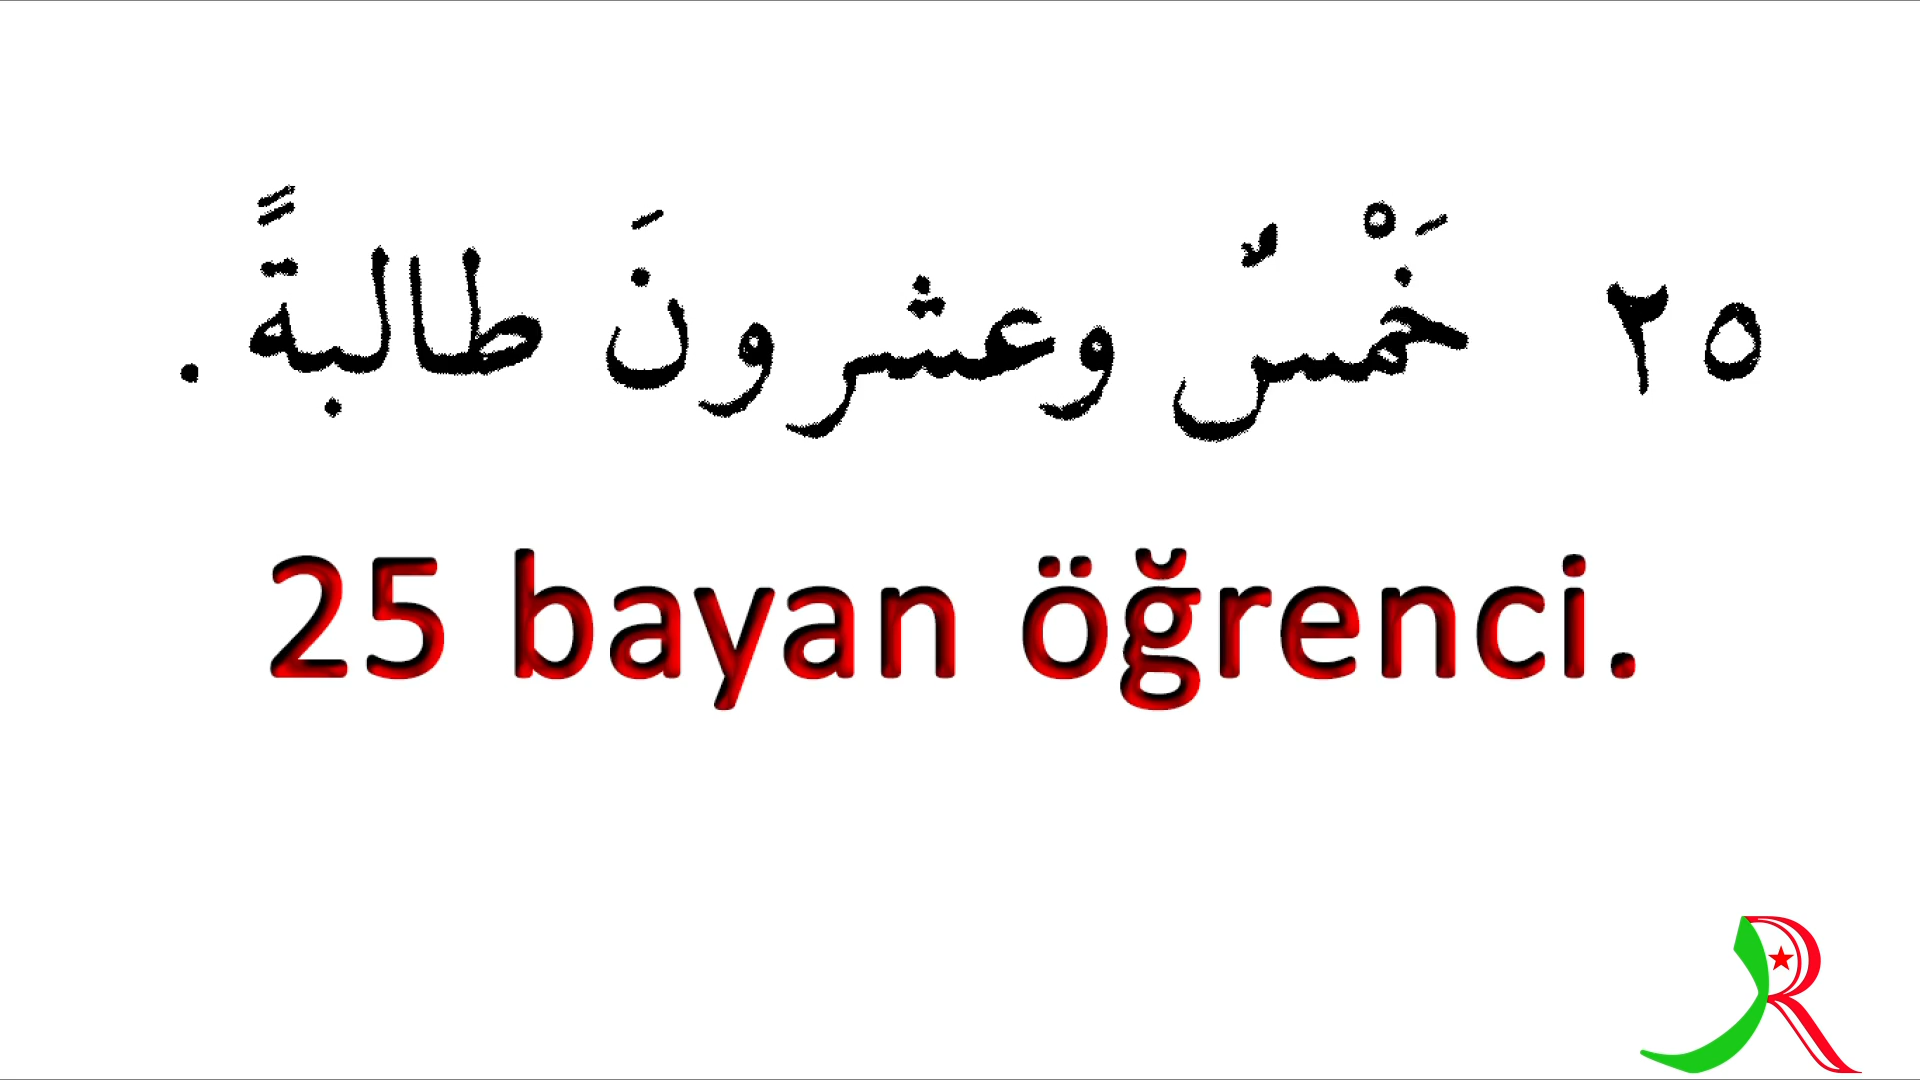 ٢٥ خَمْسٌ وعشرونَ طالبةً .
25 bayan öğrenci.